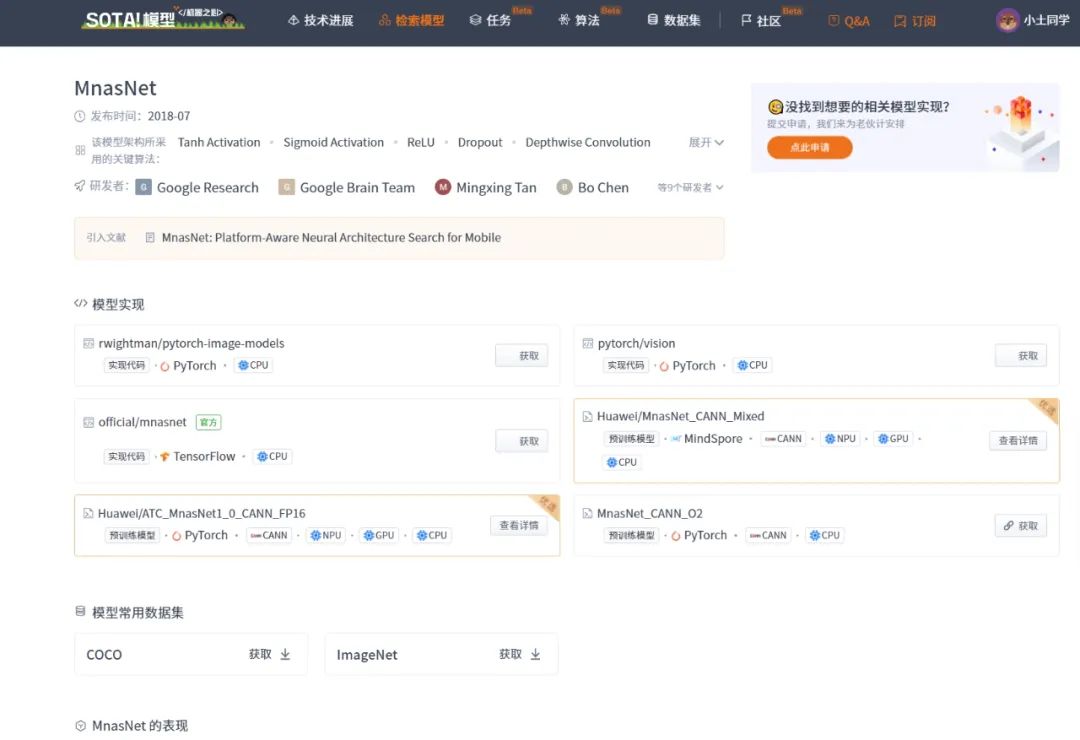 SOTA!模型 </机器之心>
技术进展 检索模型 任务 Beta 算法 Beta 数据集 社区 Beta Q&A 订阅 小土同学
MnasNet
发布时间: 2018-07
该模型架构所采用的关键算法: Tanh Activation Sigmoid Activation ReLU Dropout Depthwise Convolution 展开
研发者: G Google Research G Google Brain Team M Mingxing Tan B Bo Chen 等9个研发者
引入文献 MnasNet: Platform-Aware Neural Architecture Search for Mobile
没找到想要的相关模型实现?
提交申请，我们来为老伙计安排
点此申请
</> 模型实现
rwightman/pytorch-image-models
实现代码 · PyTorch · CPU
获取
pytorch/vision
实现代码 · PyTorch · CPU
获取
official/mnasnet 官方
实现代码 · TensorFlow · CPU
获取
Huawei/MnasNet_CANN_Mixed
预训练模型 · MindSpore · CANN · NPU · GPU ·
CPU
查看详情
优选
Huawei/ATC_MnasNet1_0_CANN_FP16
预训练模型 · PyTorch · CANN · NPU · GPU · CPU
查看详情
优选
MnasNet_CANN_O2
预训练模型 · PyTorch · CANN · CPU
获取
模型常用数据集
COCO 获取
ImageNet 获取
MnasNet 的表现